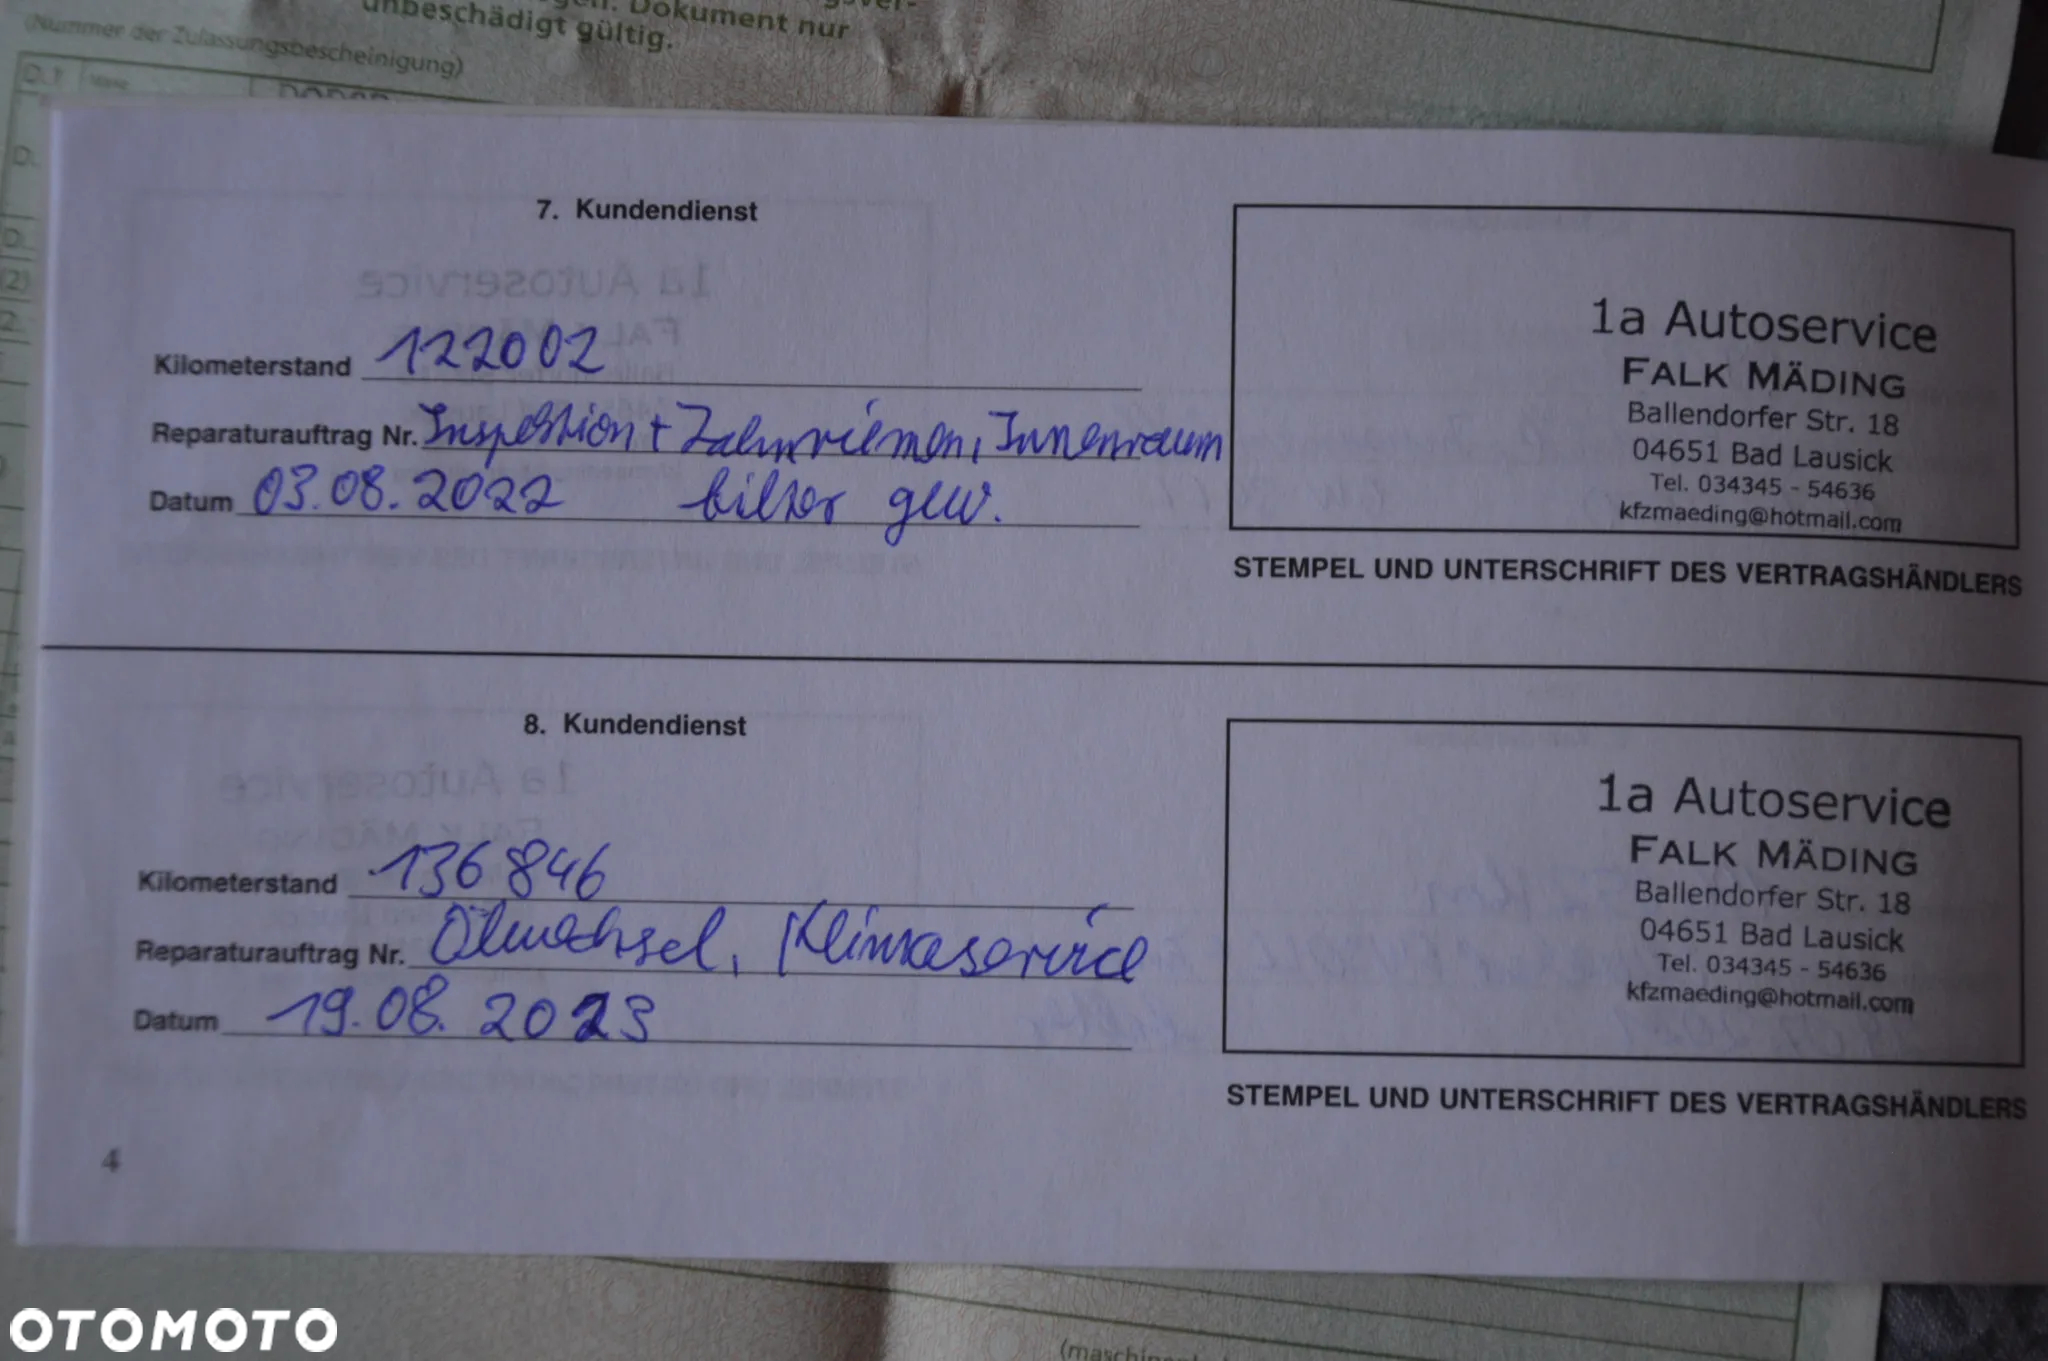 unbeschädigt gültig. Dokument nur
(Nummer der Zulassungsbescheinigung)
D.1
7. Kundendienst
Kilometerstand 122002
Reparaturauftrag Nr. Inspektion + Zahnriemen, Innenraum
Datum 03.08.2022 filter gew.
1a Autoservice
FALK MÄDING
Ballendorfer Str. 18
04651 Bad Lausick
Tel. 034345 - 54636
kfzmaeding@hotmail.com
STEMPEL UND UNTERSCHRIFT DES VERTRAGSHÄNDLERS
8. Kundendienst
Kilometerstand 136846
Reparaturauftrag Nr. Ölwechsel, Klimaservice
Datum 19.08.2023
1a Autoservice
FALK MÄDING
Ballendorfer Str. 18
04651 Bad Lausick
Tel. 034345 - 54636
kfzmaeding@hotmail.com
STEMPEL UND UNTERSCHRIFT DES VERTRAGSHÄNDLERS
4
OTOMOTO